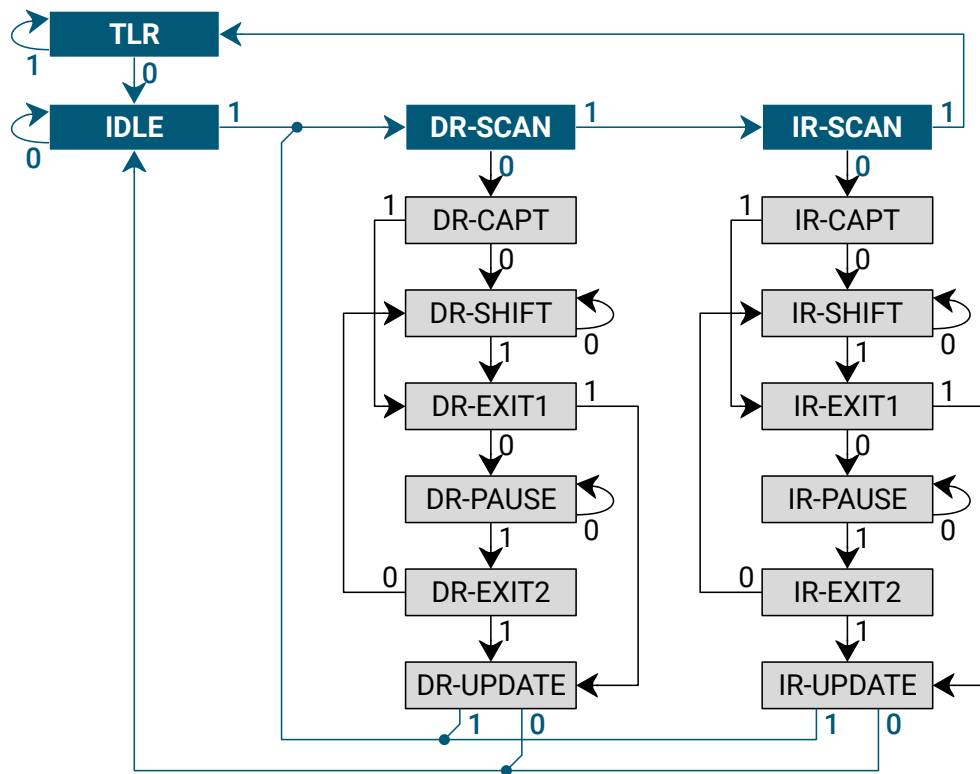 TLR
1
0
IDLE
1
0
DR-SCAN
1
IR-SCAN
1
0
0
1
DR-CAPT
1
IR-CAPT
0
0
DR-SHIFT
IR-SHIFT
0
0
1
1
DR-EXIT1
1
IR-EXIT1
1
0
0
DR-PAUSE
IR-PAUSE
0
0
1
1
0
DR-EXIT2
0
IR-EXIT2
1
1
DR-UPDATE
IR-UPDATE
1
0
1
0